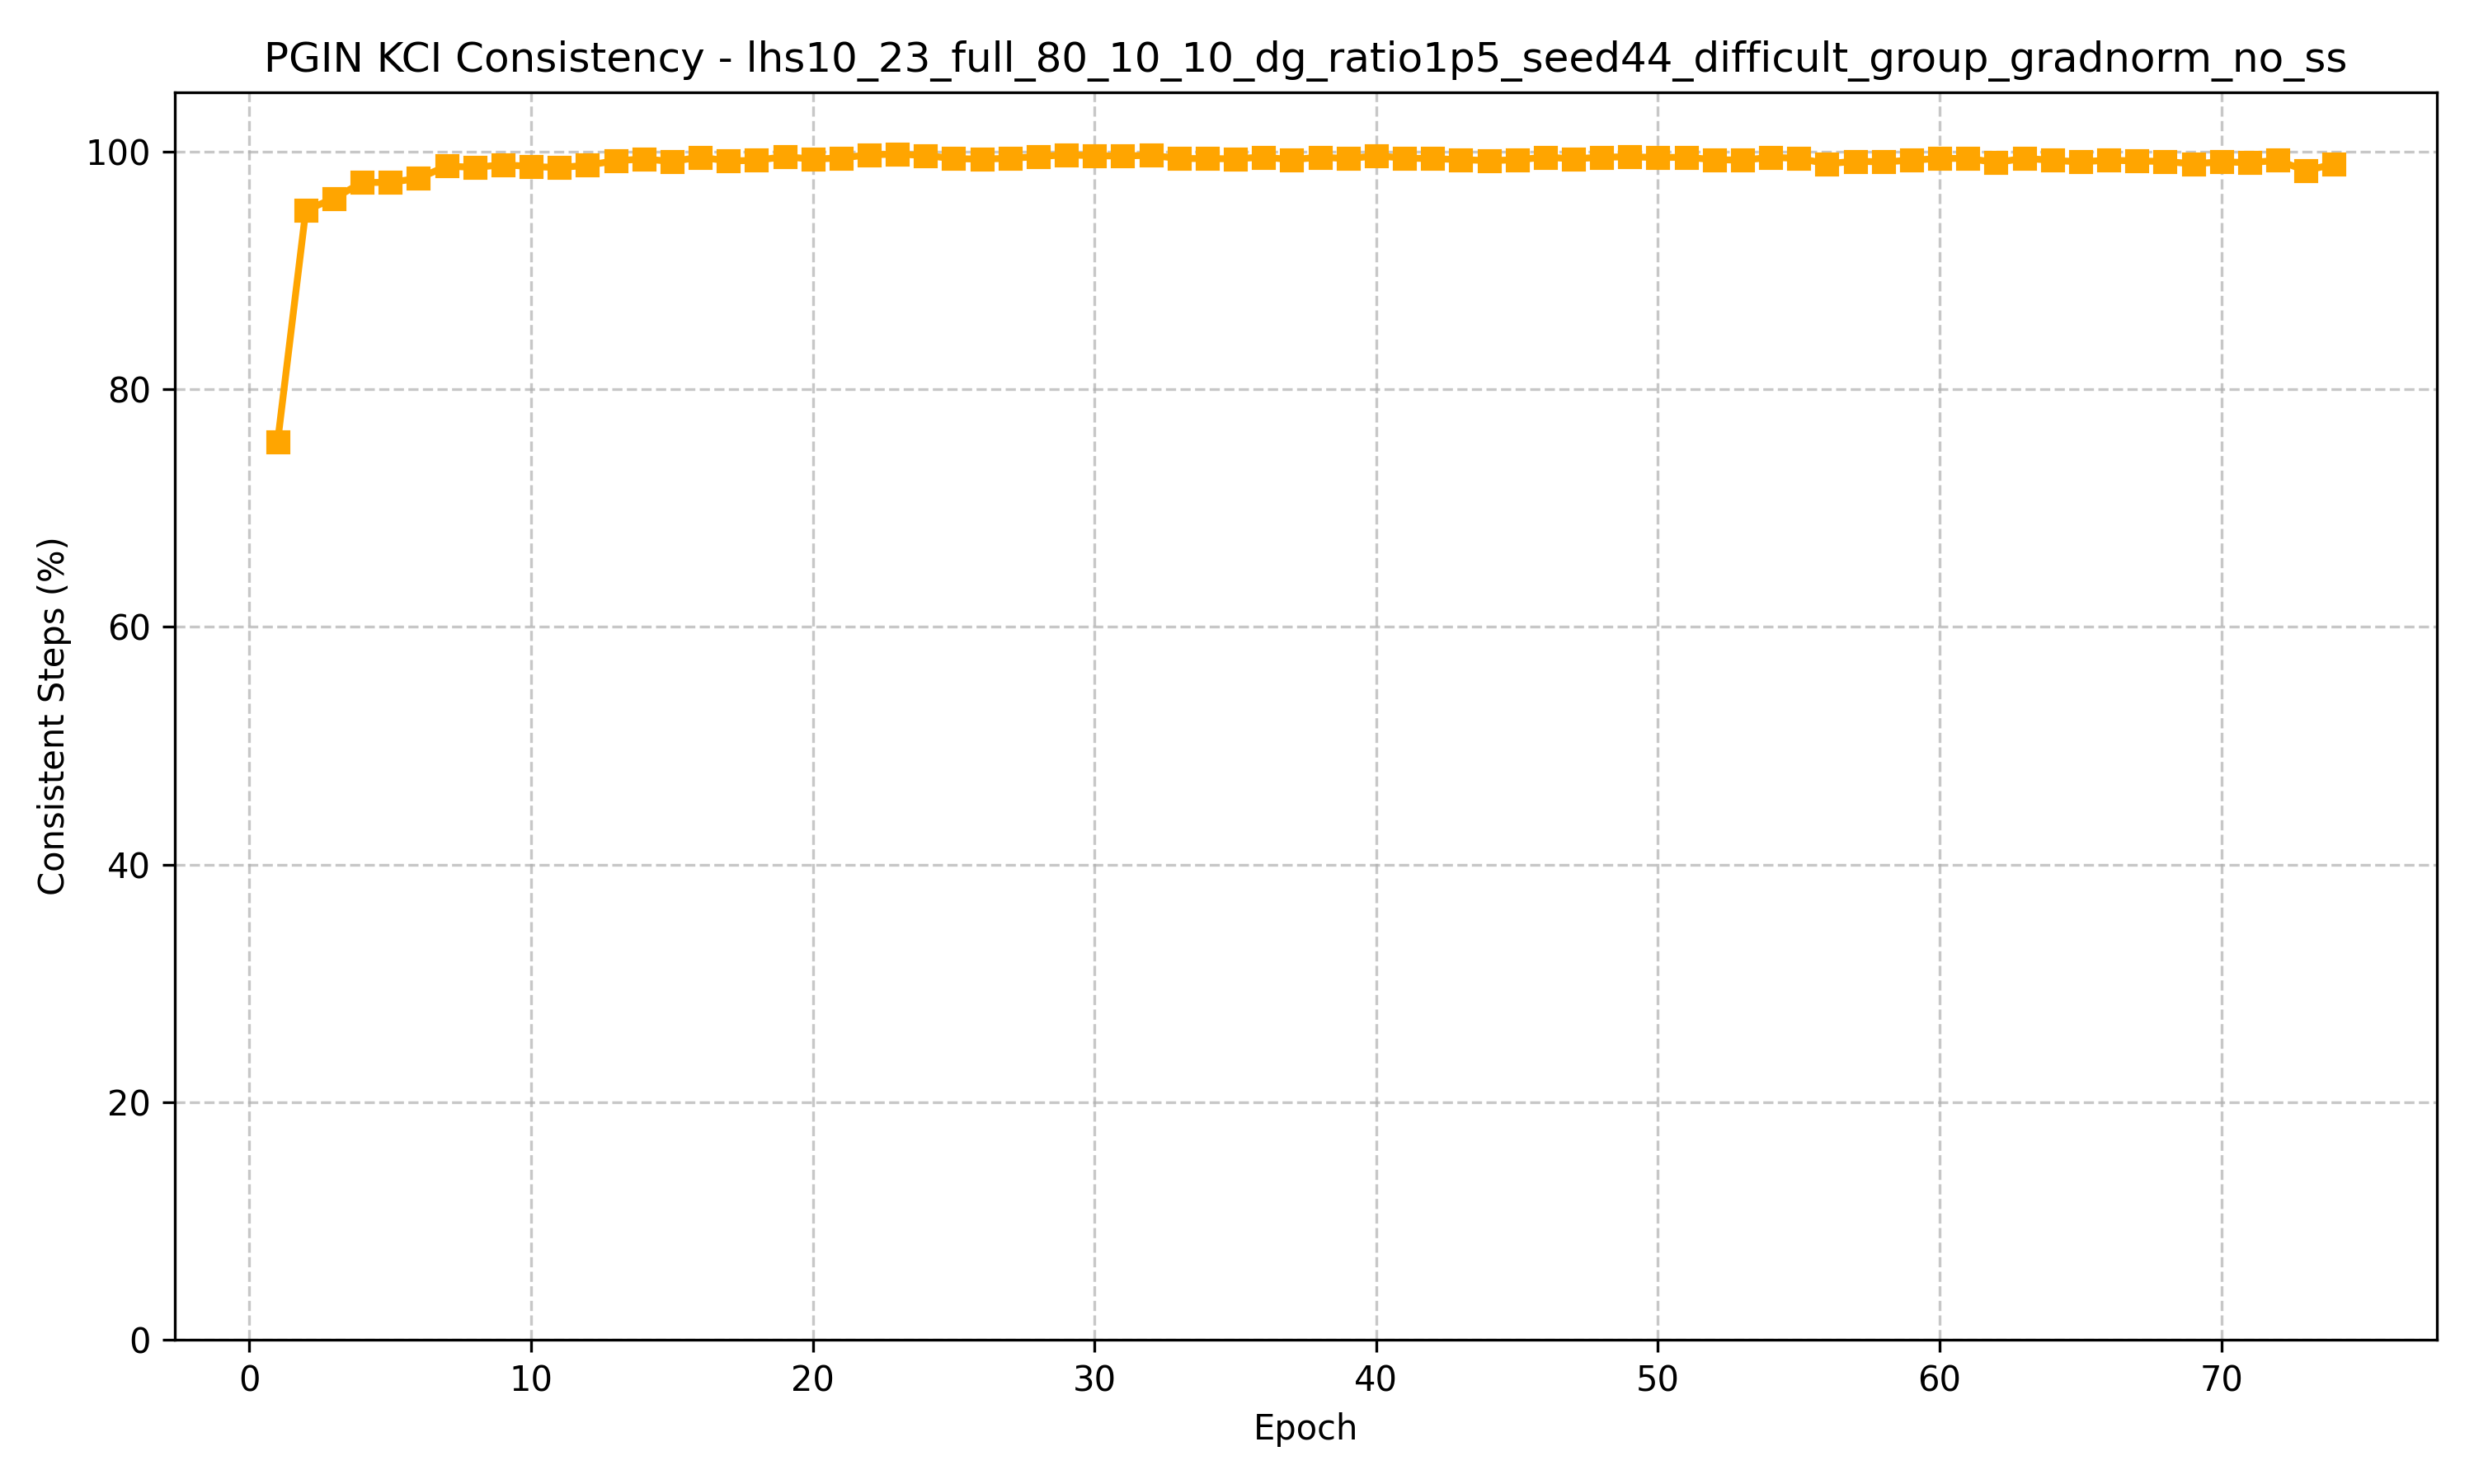 PGIN KCl Consistency - lhs10_23_full_80_10_10_dg_ratio1p5_seed44_difficult_group_gradnorm_no_ss
100
80
60
40
20
0
Consistent Steps (%)
0 10 20 30 40 50 60 70
Epoch